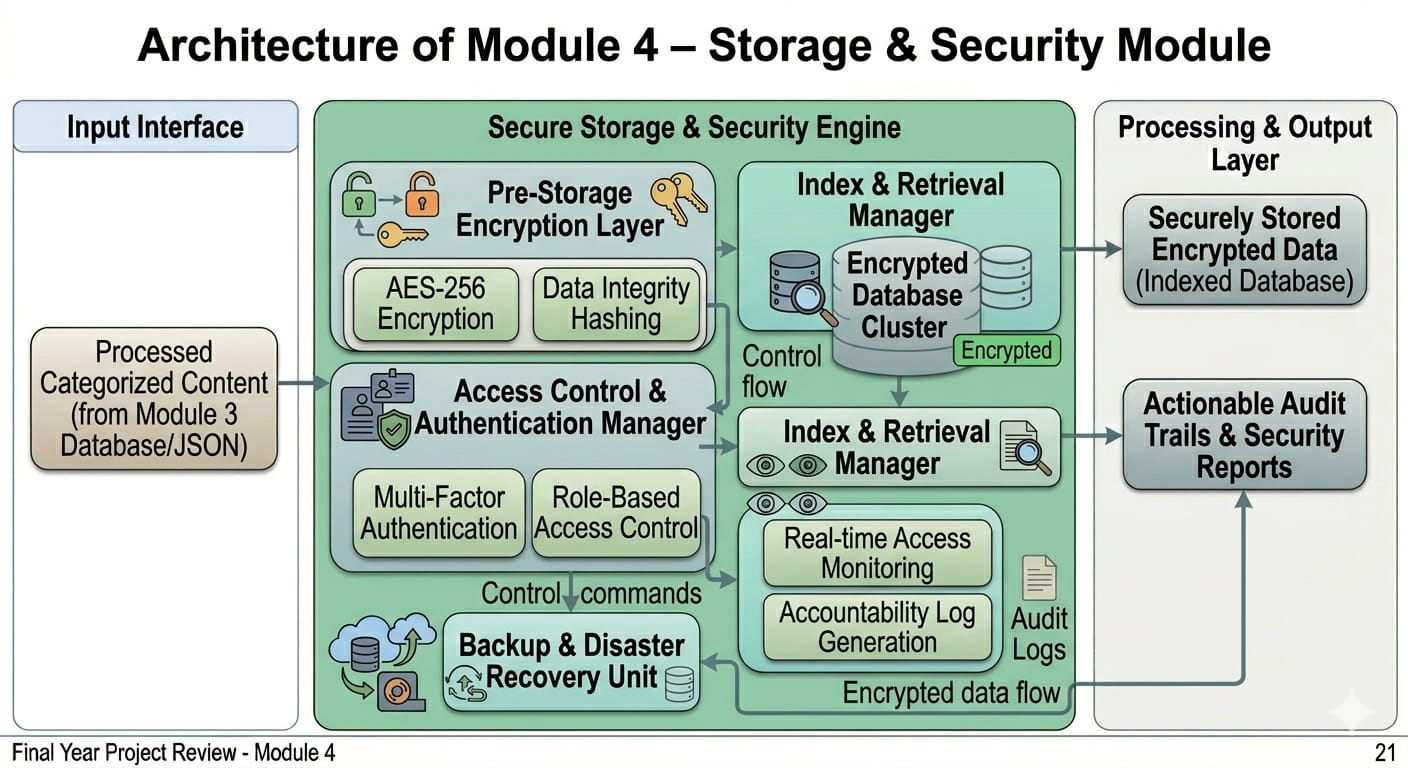 Architecture of Module 4 – Storage & Security Module
Input Interface
Processed
Categorized Content
(from Module 3
Database/JSON)
Secure Storage & Security Engine
Pre-Storage
Encryption Layer
AES-256
Encryption
Data Integrity
Hashing
Access Control &
Authentication Manager
Multi-Factor
Authentication
Role-Based
Access Control
Control commands
Backup & Disaster
Recovery Unit
Index & Retrieval
Manager
Encrypted
Database
Cluster
Encrypted
Control
flow
Index & Retrieval
Manager
Real-time Access
Monitoring
Accountability Log
Generation
Audit
Logs
Encrypted data flow
Processing & Output
Layer
Securely Stored
Encrypted Data
(Indexed Database)
Actionable Audit
Trails & Security
Reports
Final Year Project Review - Module 4
21